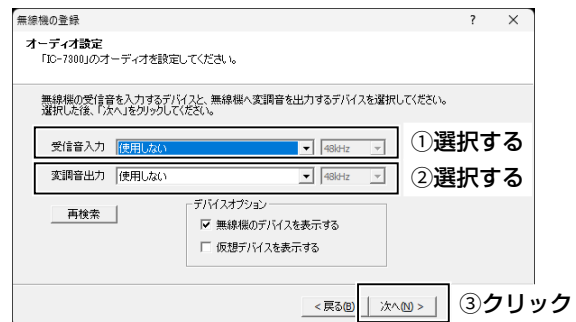 無線機の登録 ? ×
オーディオ設定
「IC-7300」のオーディオを設定してください。
無線機の受信音を入力するデバイスと、無線機へ変調音を出力するデバイスを選択してください。
選択した後、「次へ」をクリックしてください。
受信音入力 使用しない 48kHz ①選択する
変調音出力 使用しない 48kHz ②選択する
再検索
デバイスオプション
無線機のデバイスを表示する
仮想デバイスを表示する
< 戻る(B) 次へ(N) > ③クリック